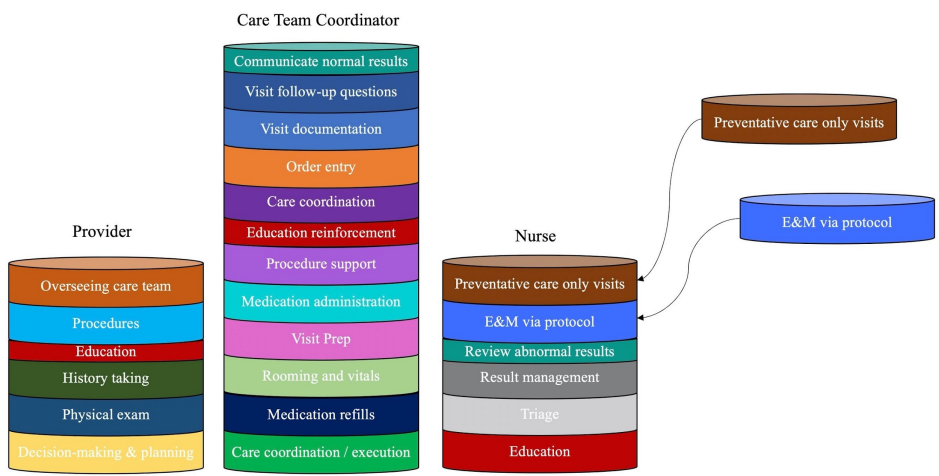 Care Team Coordinator
Communicate normal results
Visit follow-up questions
Visit documentation
Order entry
Care coordination
Education reinforcement
Procedure support
Medication administration
Visit Prep
Rooming and vitals
Medication refills
Care coordination / execution
Provider
Overseeing care team
Procedures
Education
History taking
Physical exam
Decision-making & planning
Nurse
Preventative care only visits
E&M via protocol
Review abnormal results
Result management
Triage
Education
Preventative care only visits
E&M via protocol